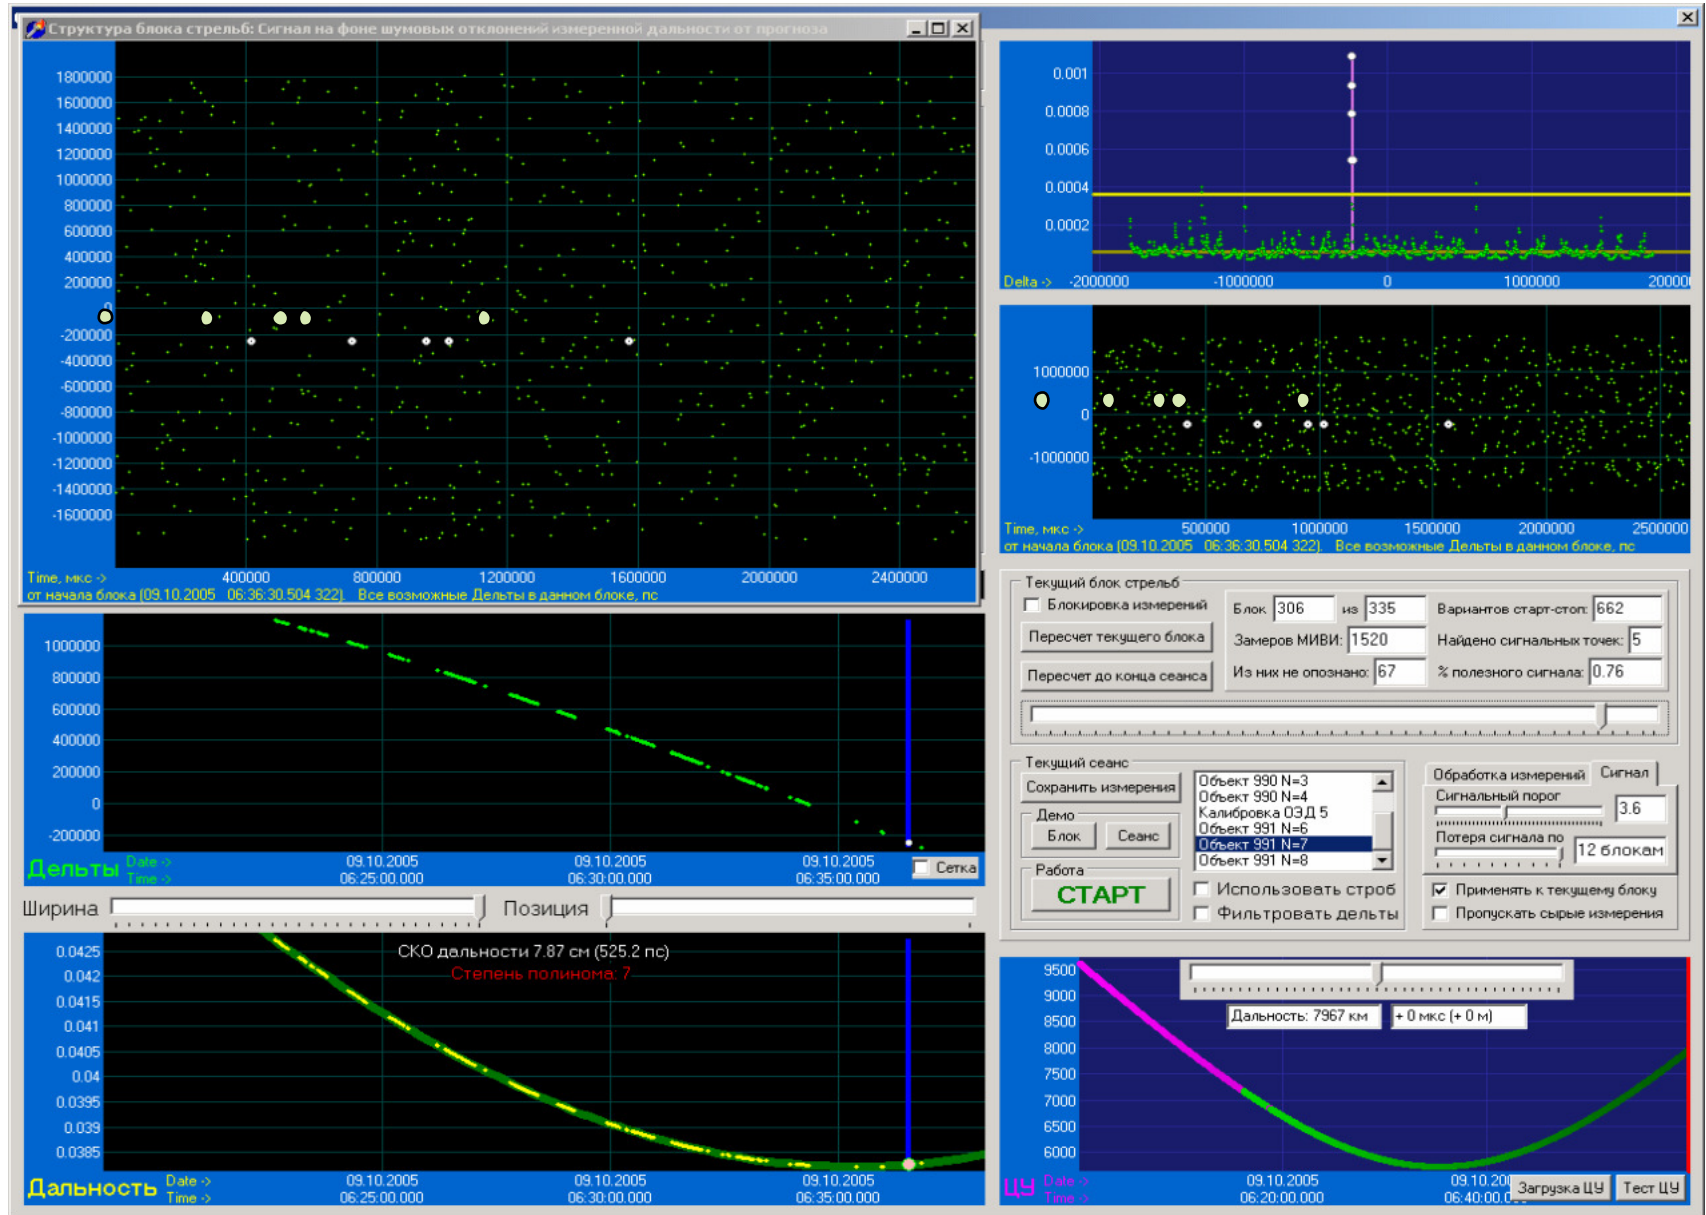 Структура блока стрельб: Сигнал на фоне шумовых отклонений измеренной дальности от прогноза
1800000
1600000
1400000
1200000
1000000
800000
600000
400000
200000
0
-200000
-400000
-600000
-800000
-1000000
-1200000
-1400000
-1600000
Time, мкс -> 400000 800000 1200000 1600000 2000000 2400000
от начала блока (09.10.2005 06:36:30.504 322). Все возможные Дельты в данном блоке, пс
0.001
0.0008
0.0006
0.0004
0.0002
Delta -> -2000000 -1000000 0 1000000 200000
1000000
0
-1000000
Time, мкс -> 500000 1000000 1500000 2000000 2500000
от начала блока (09.10.2005 06:36:30.504 322). Все возможные Дельты в данном блоке, пс
Текущий блок стрельб
Блокировка измерений
Пересчет текущего блока
Пересчет до конца сеанса
Блок 306 из 335 Вариантов старт-стоп: 662
Замеров МИВИ: 1520 Найдено сигнальных точек: 5
Из них не опознано: 67 % полезного сигнала: 0.76
1000000
800000
600000
400000
200000
0
-200000
Дельты Date -> 09.10.2005 09.10.2005 09.10.2005
Time -> 06:25:00.000 06:30:00.000 06:35:00.000
Сетка
Ширина Позиция
Текущий сеанс
Сохранить измерения
Демо
Блок Сеанс
Работа
СТАРТ
Объект 990 N=3
Объект 990 N=4
Калибровка ОЭД 5
Объект 991 N=6
Объект 991 N=7
Объект 991 N=8
Использовать строб
Фильтровать дельты
Обработка измерений Сигнал
Сигнальный порог 3.6
Потеря сигнала по 12 блокам
Применять к текущему блоку
Пропускать сырые измерения
СКО дальности 7.87 см (525.2 пс)
Степень полинома: 7
0.0425
0.042
0.0415
0.041
0.0405
0.04
0.0395
0.039
0.0385
Дальность Date -> 09.10.2005 09.10.2005 09.10.2005
Time -> 06:25:00.000 06:30:00.000 06:35:00.000
Дальность: 7967 км + 0 мкс (+ 0 м)
9500
9000
8500
8000
7500
7000
6500
6000
ЦУ Date -> 09.10.2005 09.10.200
Time -> 06:20:00.000 06:40:00.0
Загрузка ЦУ Тест ЦУ